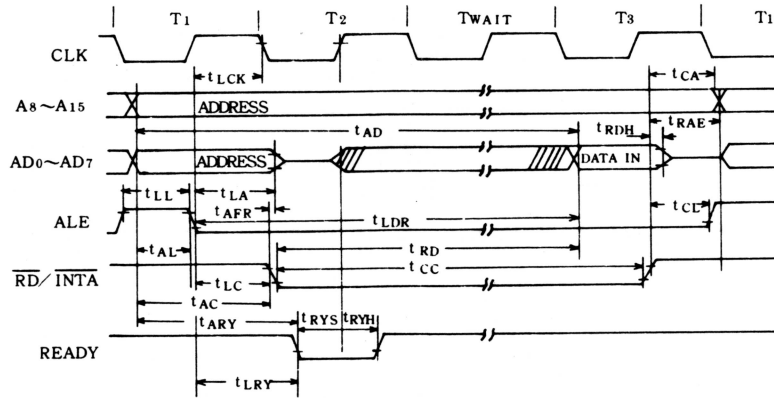 T1 T2 TWAIT T3 T1
CLK
tLCK tCA
A8~A15 ADDRESS
tAD tRDH tRAE
AD0~AD7 ADDRESS DATA IN
tLL tLA
tAFR tLDR tCL
ALE
tAL tRD
tCC
RD/INTA tLC
tAC
tARY tRYS tRYH
READY
tLRY